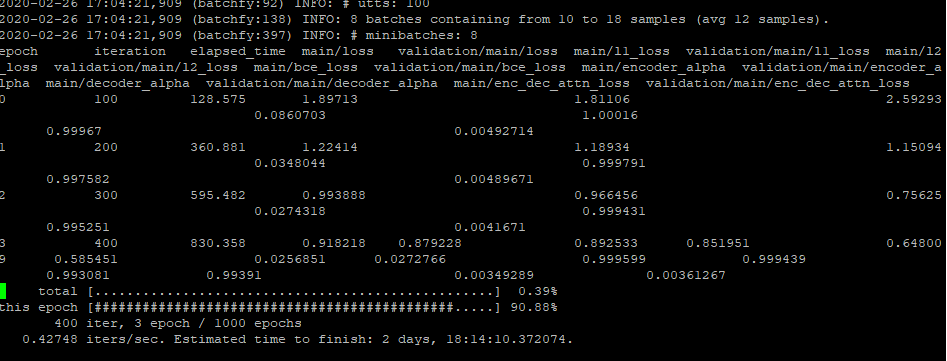 2020-02-26 17:04:21,909 (batchfy:92) INFO: # utts: 100
2020-02-26 17:04:21,909 (batchfy:138) INFO: 8 batches containing from 10 to 18 samples (avg 12 samples).
2020-02-26 17:04:21,909 (batchfy:397) INFO: # minibatches: 8
epoch iteration elapsed_time main/loss validation/main/loss main/l1_loss validation/main/l1_loss main/l2
_loss validation/main/l2_loss main/bce_loss validation/main/bce_loss main/encoder_alpha validation/main/encoder_a
lpha main/decoder_alpha validation/main/decoder_alpha main/enc_dec_attn_loss validation/main/enc_dec_attn_loss
0 100 128.575 1.89713 1.81106 2.59293
0.0860703 1.00016
0.99967 0.00492714
1 200 360.881 1.22414 1.18934 1.15094
0.0348044 0.999791
0.997582 0.00489671
2 300 595.482 0.993888 0.966456 0.75625
0.0274318 0.999431
0.995251 0.0041671
3 400 830.358 0.918218 0.879228 0.892533 0.851951 0.64800
9 0.585451 0.0256851 0.0272766 0.999599 0.999439
0.993081 0.99391 0.00349289 0.00361267
total [..................................................] 0.39%
this epoch [#############################################.....] 90.88%
400 iter, 3 epoch / 1000 epochs
0.42748 iters/sec. Estimated time to finish: 2 days, 18:14:10.372074.